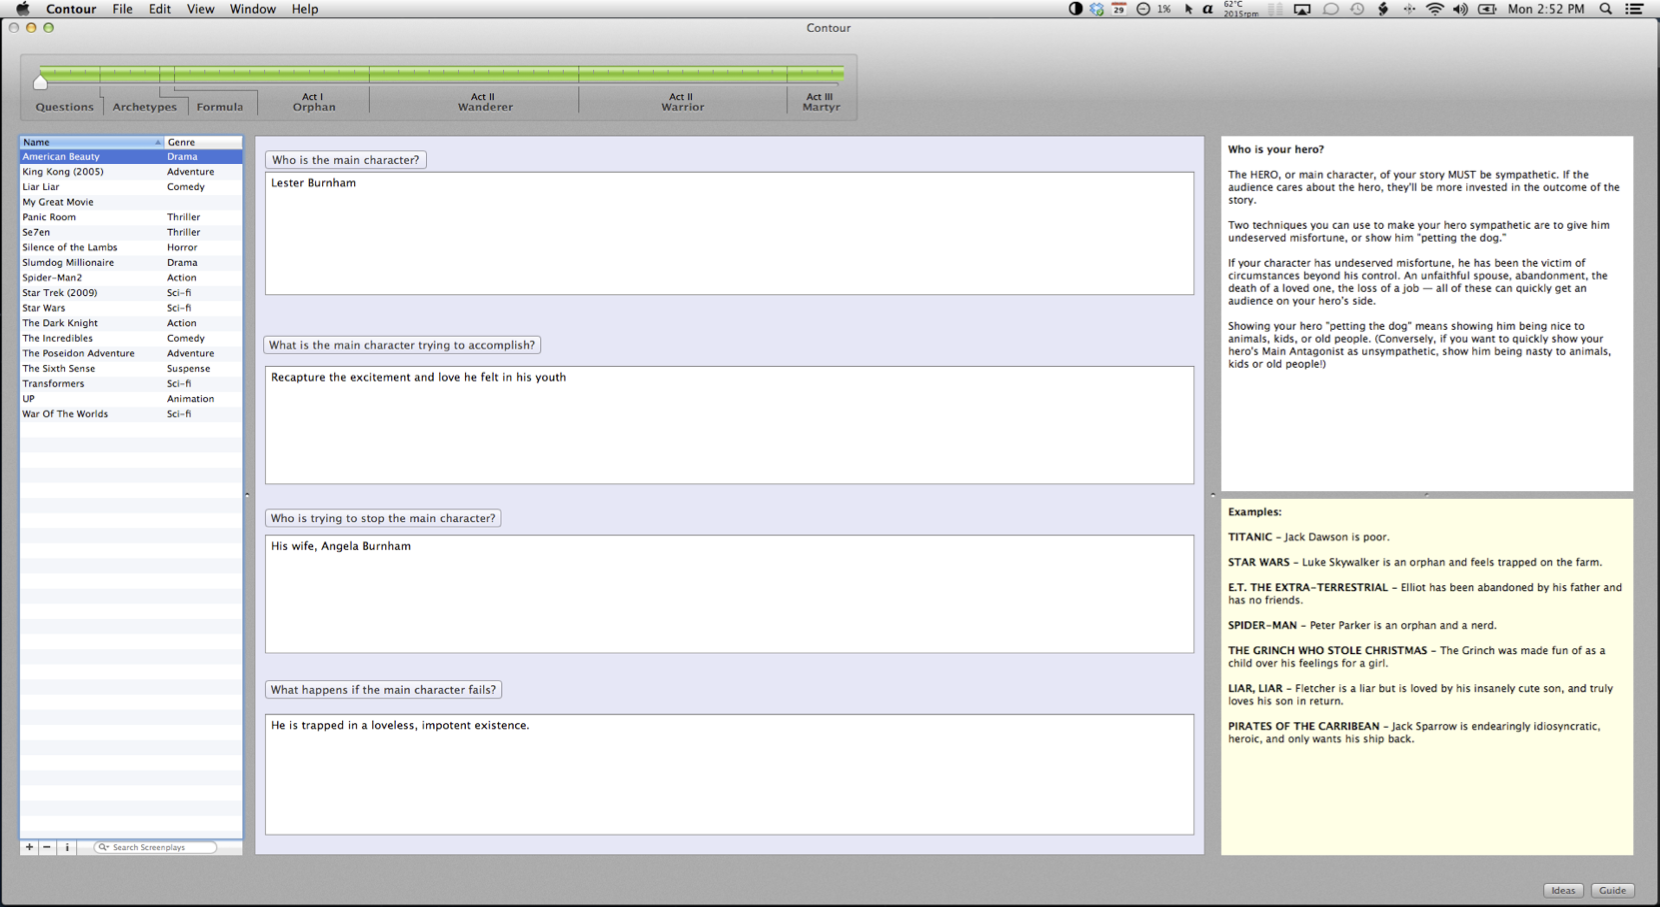 Contour File Edit View Window Help
29 1% α 62°C 2015rpm Mon 2:52 PM
Contour
Questions Archetypes Formula
Act I Orphan
Act II Wanderer
Act II Warrior
Act III Martyr
Name Genre
American Beauty Drama
King Kong (2005) Adventure
Liar Liar Comedy
My Great Movie
Panic Room Thriller
Se7en Thriller
Silence of the Lambs Horror
Slumdog Millionaire Drama
Spider-Man2 Action
Star Trek (2009) Sci-fi
Star Wars Sci-fi
The Dark Knight Action
The Incredibles Comedy
The Poseidon Adventure Adventure
The Sixth Sense Suspense
Transformers Sci-fi
UP Animation
War Of The Worlds Sci-fi
+ − i Search Screenplays
Who is the main character?
Lester Burnham
What is the main character trying to accomplish?
Recapture the excitement and love he felt in his youth
Who is trying to stop the main character?
His wife, Angela Burnham
What happens if the main character fails?
He is trapped in a loveless, impotent existence.
Who is your hero?
The HERO, or main character, of your story MUST be sympathetic. If the
audience cares about the hero, they'll be more invested in the outcome of the
story.
Two techniques you can use to make your hero sympathetic are to give him
undeserved misfortune, or show him "petting the dog."
If your character has undeserved misfortune, he has been the victim of
circumstances beyond his control. An unfaithful spouse, abandonment, the
death of a loved one, the loss of a job — all of these can quickly get an
audience on your hero's side.
Showing your hero "petting the dog" means showing him being nice to
animals, kids, or old people. (Conversely, if you want to quickly show your
hero's Main Antagonist as unsympathetic, show him being nasty to animals,
kids or old people!)
Examples:
TITANIC – Jack Dawson is poor.
STAR WARS – Luke Skywalker is an orphan and feels trapped on the farm.
E.T. THE EXTRA-TERRESTRIAL – Elliot has been abandoned by his father and
has no friends.
SPIDER-MAN – Peter Parker is an orphan and a nerd.
THE GRINCH WHO STOLE CHRISTMAS – The Grinch was made fun of as a
child over his feelings for a girl.
LIAR, LIAR – Fletcher is a liar but is loved by his insanely cute son, and truly
loves his son in return.
PIRATES OF THE CARRIBEAN – Jack Sparrow is endearingly idiosyncratic,
heroic, and only wants his ship back.
Ideas Guide